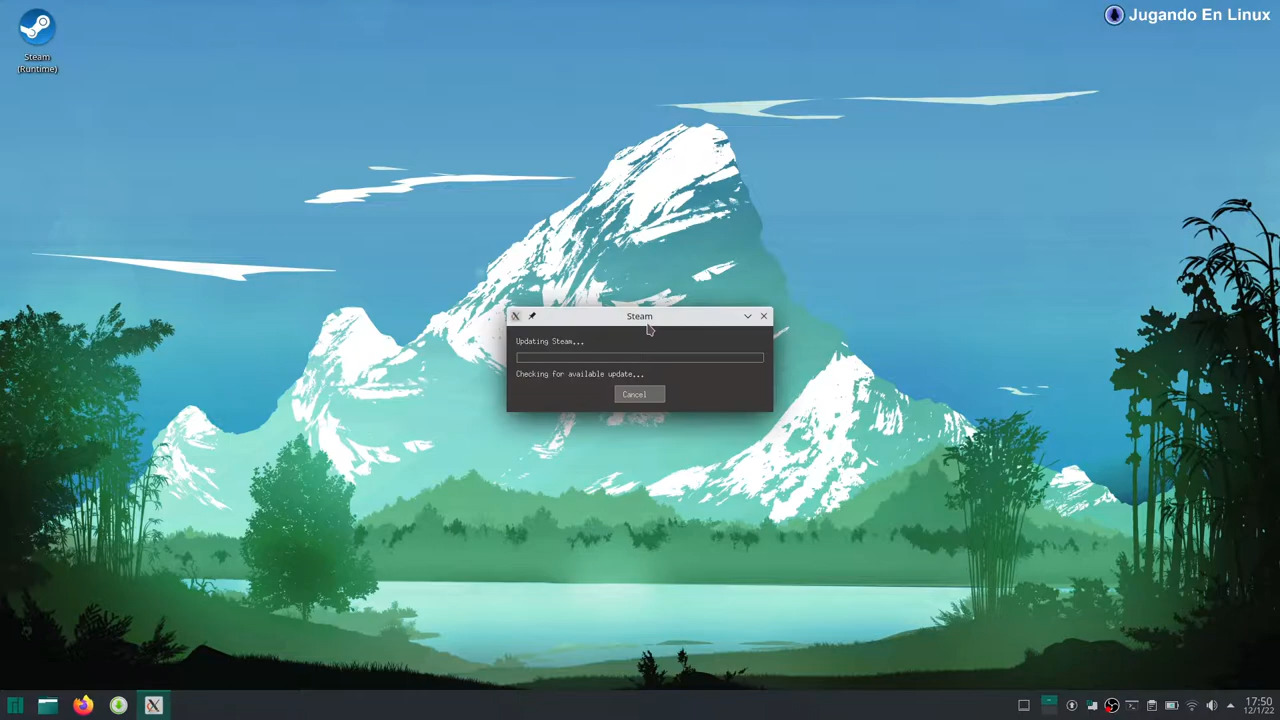 Steam
(Runtime)
Jugando En Linux
Steam
Updating Steam...
Checking for available update...
Cancel
17:50
12/1/22